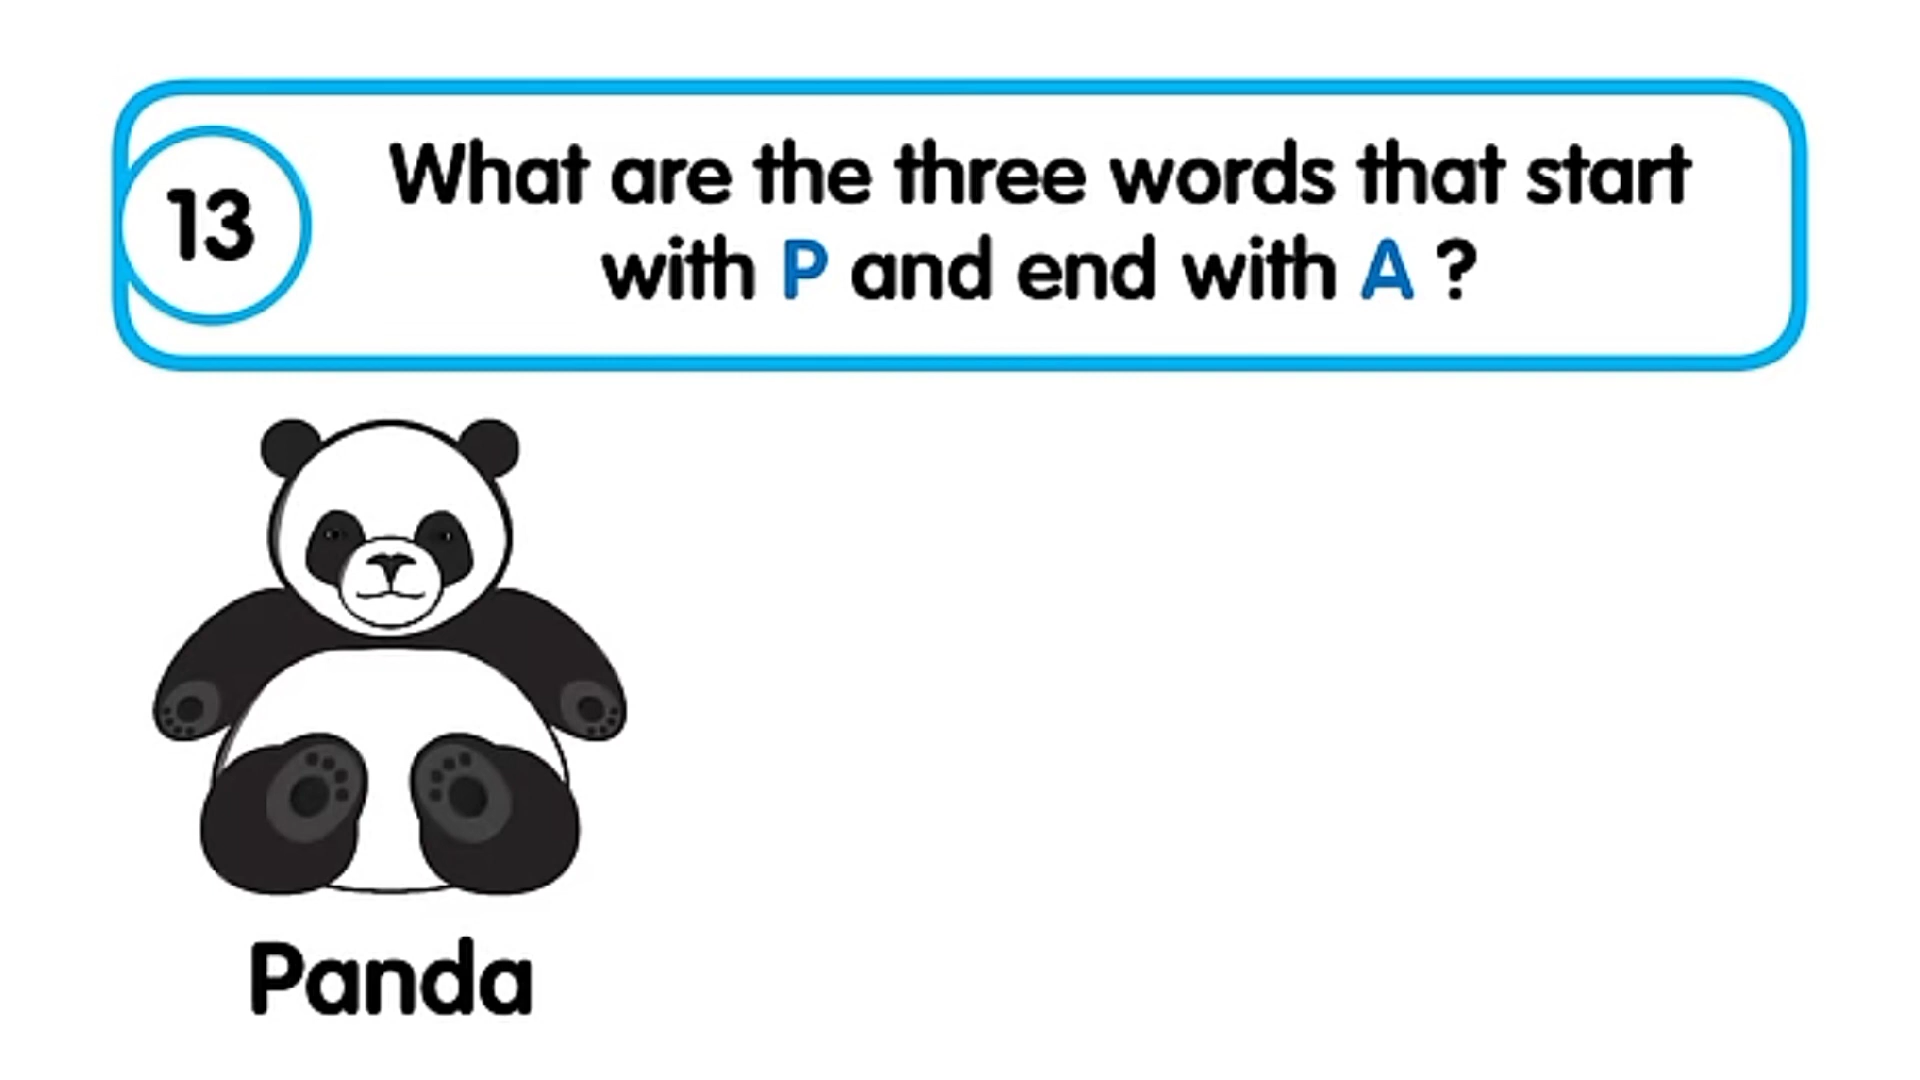 13
What are the three words that start
with P and end with A ?
Panda